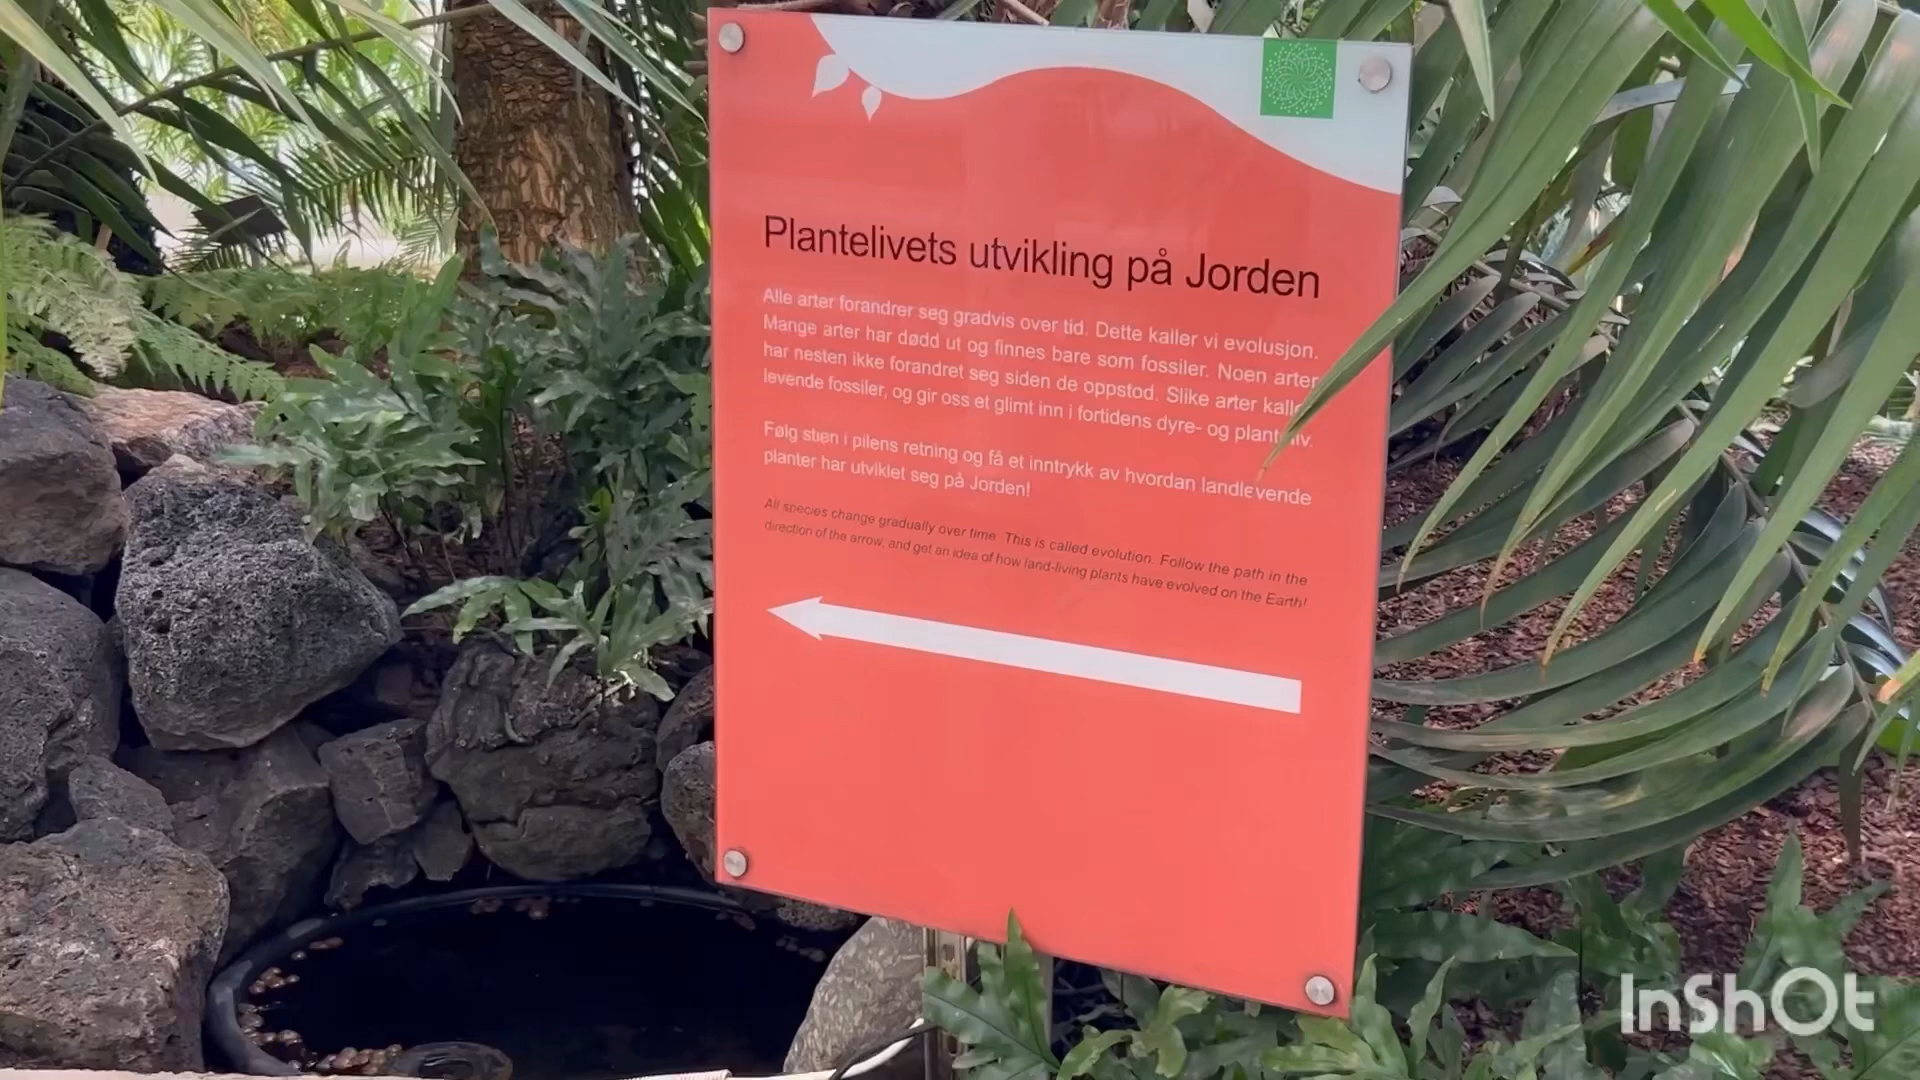 Plantelivets utvikling på Jorden
Alle arter forandrer seg gradvis over tid. Dette kaller vi evolusjon.
Mange arter har dødd ut og finnes bare som fossiler. Noen arter
har nesten ikke forandret seg siden de oppstod. Slike arter
levende fossiler, og gir oss et glimt inn i fortidens dyre- og
Følg stien i pilens retning og få et inntrykk av hvordan landlevende
planter har utviklet seg på Jorden!
All species change gradually over time. This is called evolution. Follow the path in the
direction of the arrow, and get an idea of how land-living plants have evolved on the Earth!
InShOt